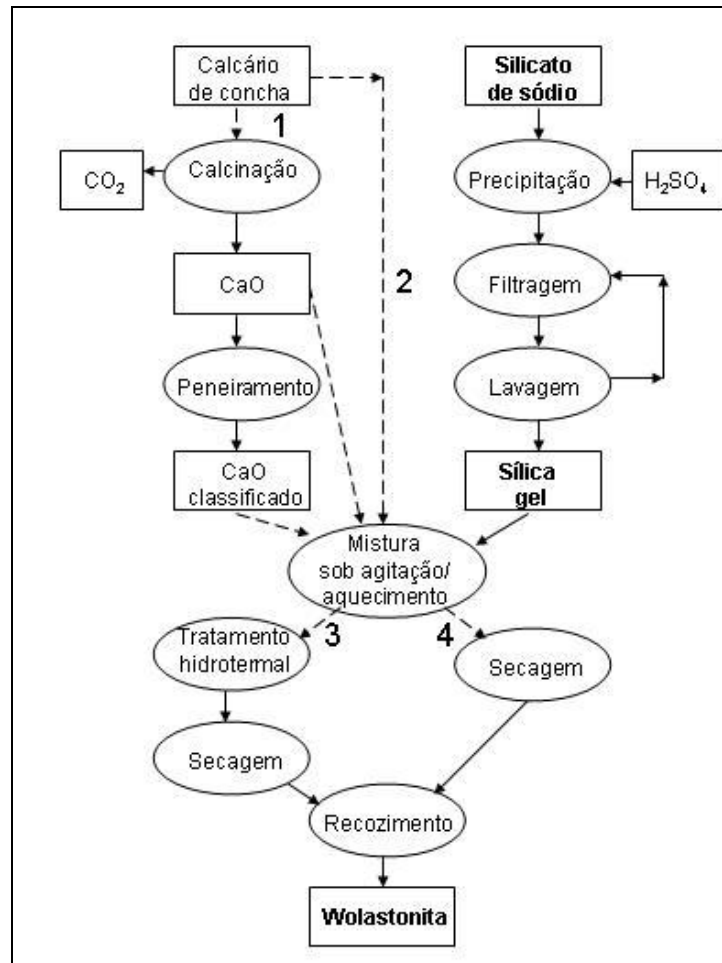 Calcário
de concha
Silicato
de sódio
1
CO₂
Calcinação
Precipitação
H₂SO₄
CaO
2
Filtragem
Peneiramento
Lavagem
CaO
classificado
Sílica
gel
Mistura
sob agitação/
aquecimento
3
4
Tratamento
hidrotermal
Secagem
Secagem
Recozimento
Wolastonita